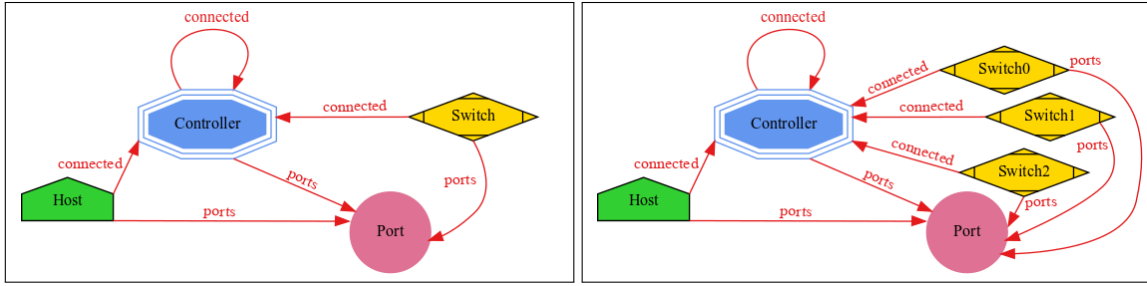 connected
Controller
connected
Switch
connected
ports
ports
Host
ports
Port
connected
Switch0
ports
connected
Controller
connected
Switch1
connected
ports
connected
Switch2
ports
ports
Host
ports
Port